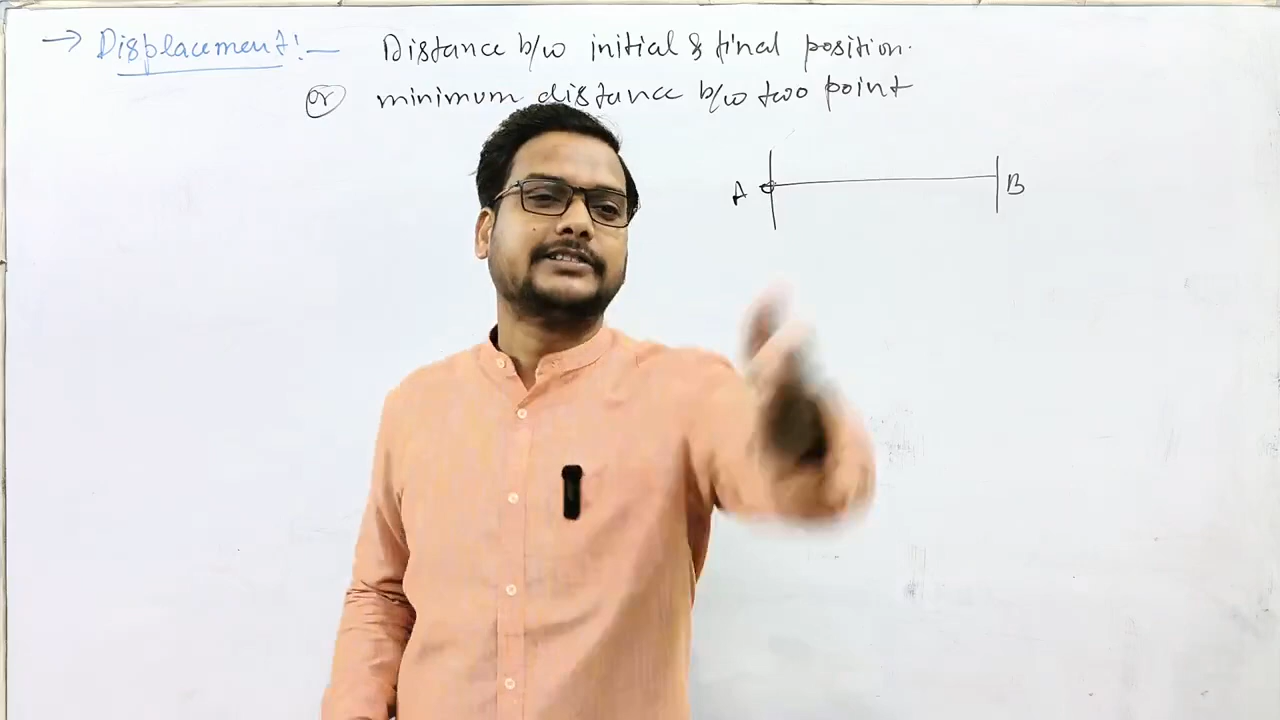 → Displacement:— Distance b/w initial & final position.
or minimum distance b/w two point
A B